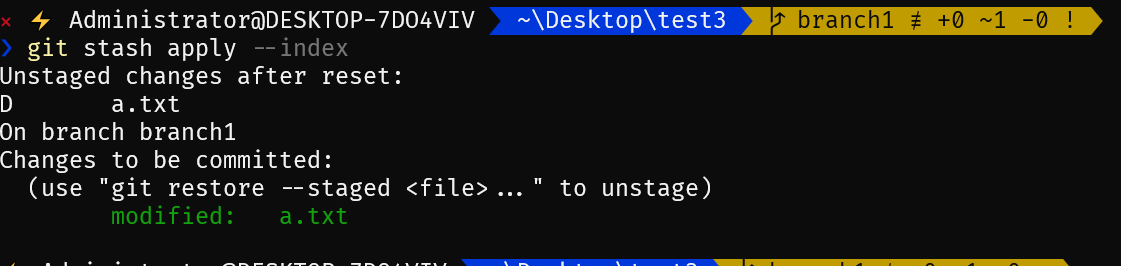 × ⚡ Administrator@DESKTOP-7DO4VIV ~\Desktop\test3 branch1 ≢ +0 ~1 -0 !
❯ git stash apply --index
Unstaged changes after reset:
D       a.txt
On branch branch1
Changes to be committed:
  (use "git restore --staged <file>..." to unstage)
        modified:   a.txt